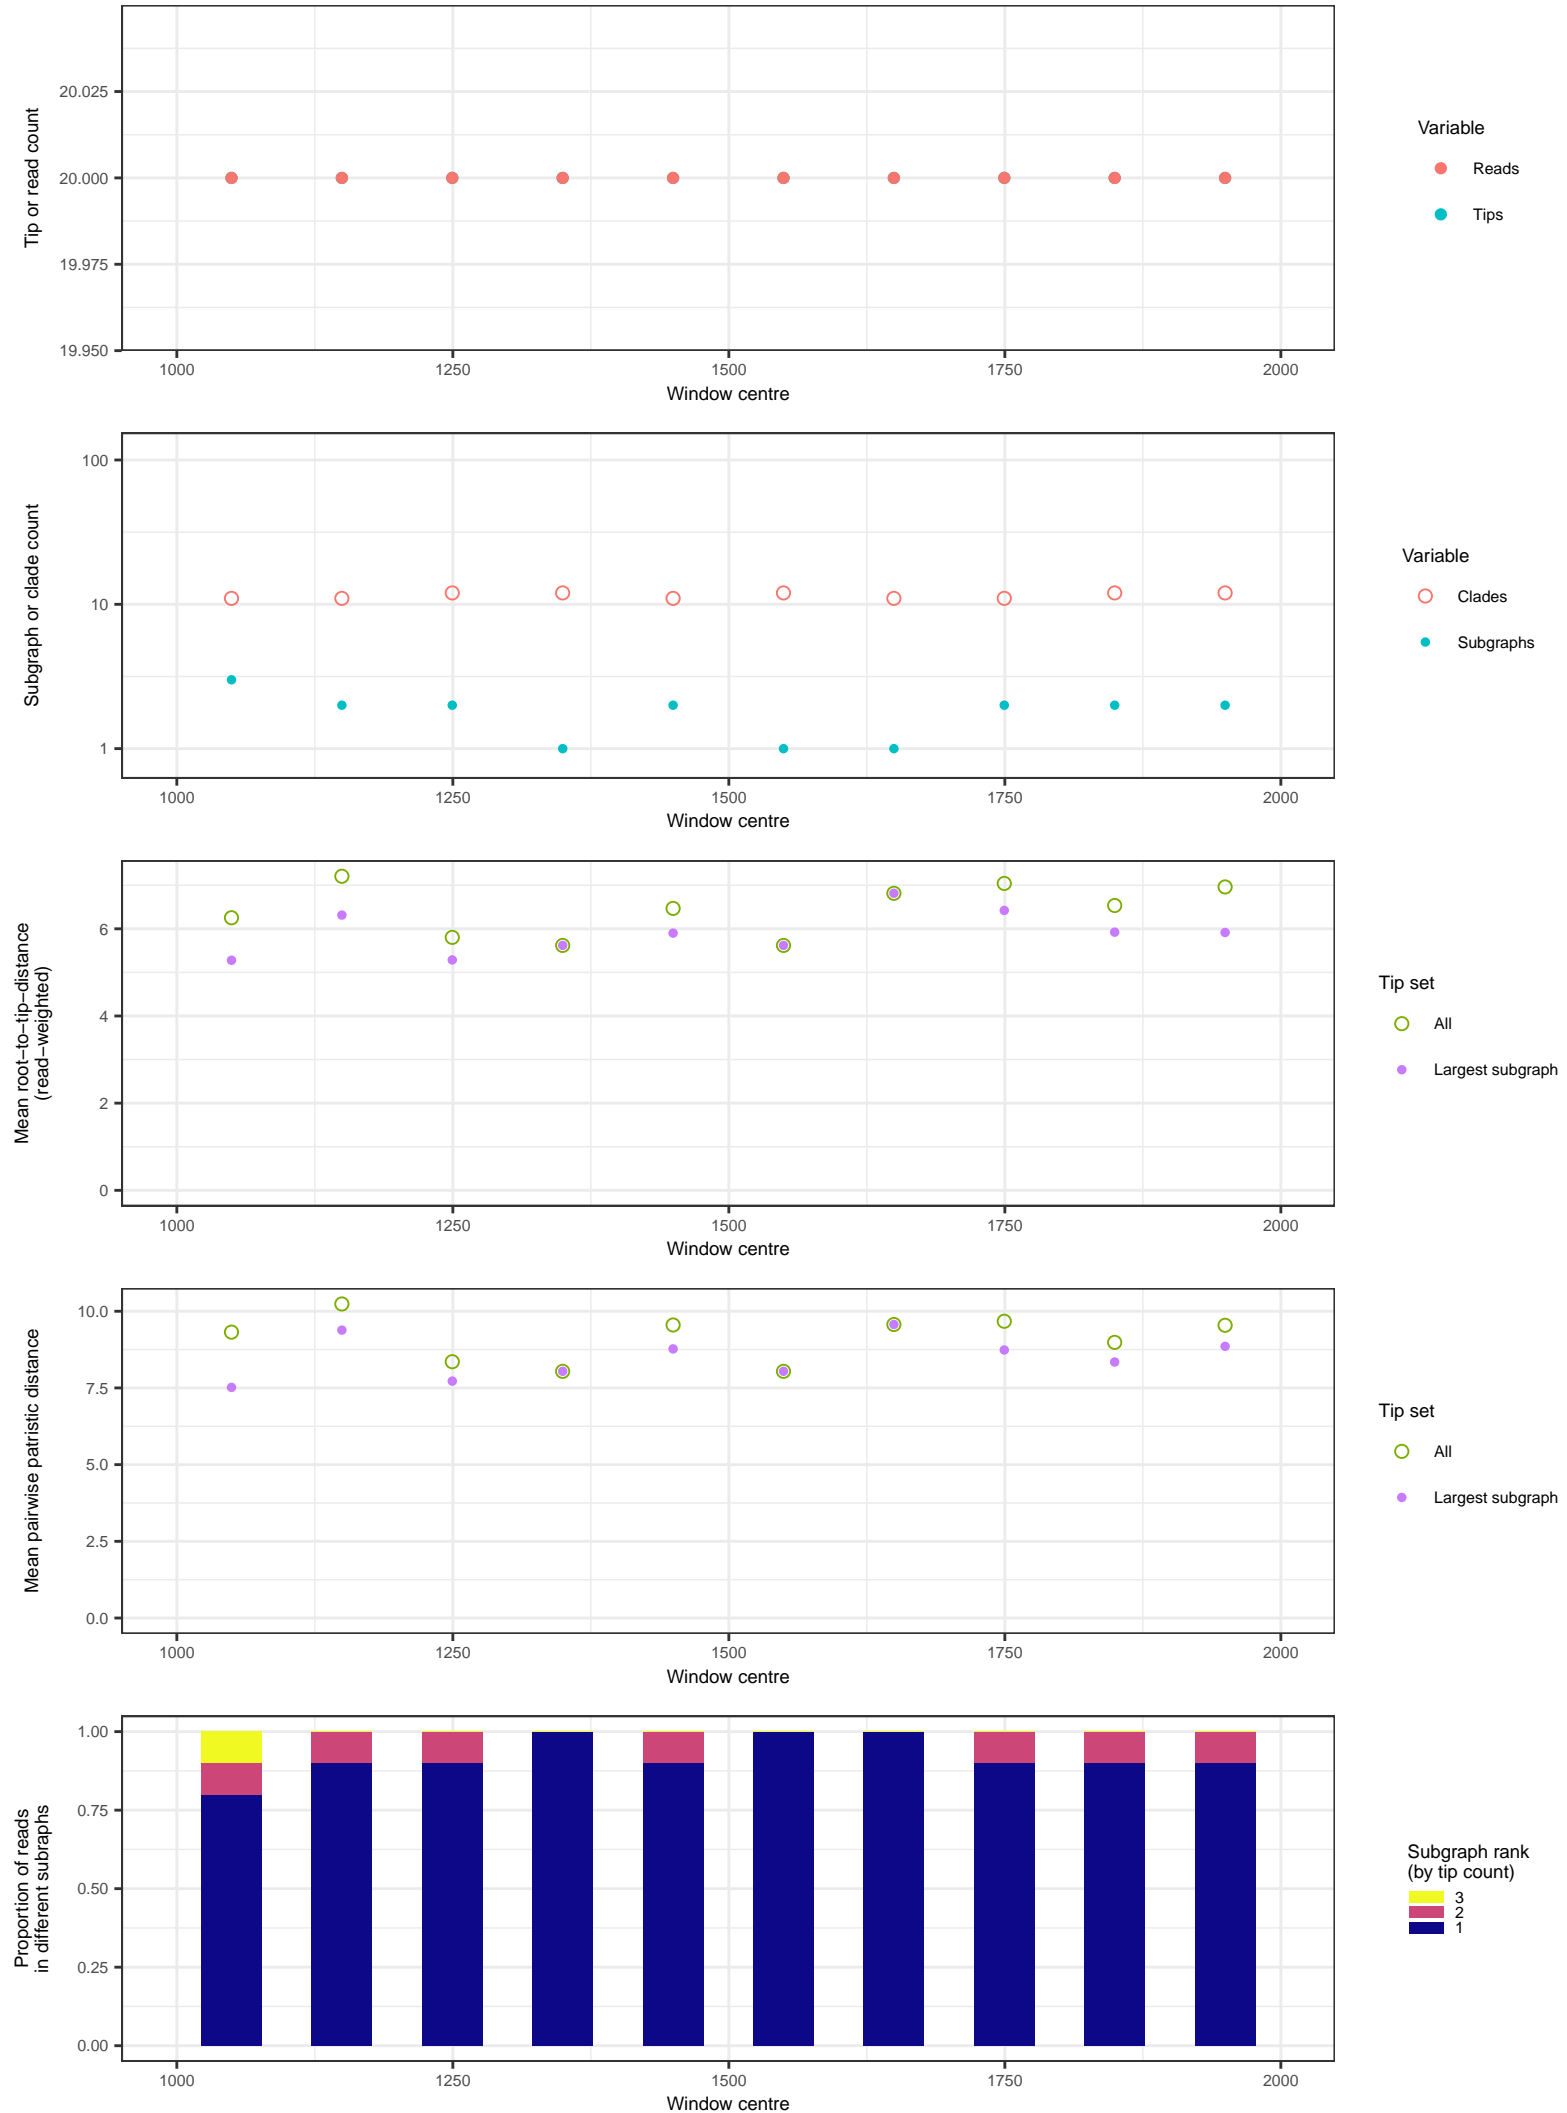 Tip or read count
20.025
20.000
19.975
19.950
1000
1250
1500
1750
2000
Window centre
Variable
Reads
Tips
Subgraph or clade count
100
10
1
1000
1250
1500
1750
2000
Window centre
Variable
Clades
Subgraphs
Mean root−to−tip−distance
(read−weighted)
6
4
2
0
1000
1250
1500
1750
2000
Window centre
Tip set
All
Largest subgraph
Mean pairwise patristic distance
10.0
7.5
5.0
2.5
0.0
1000
1250
1500
1750
2000
Window centre
Tip set
All
Largest subgraph
Proportion of reads
in different subraphs
1.00
0.75
0.50
0.25
0.00
1000
1250
1500
1750
2000
Window centre
Subgraph rank
(by tip count)
3
2
1